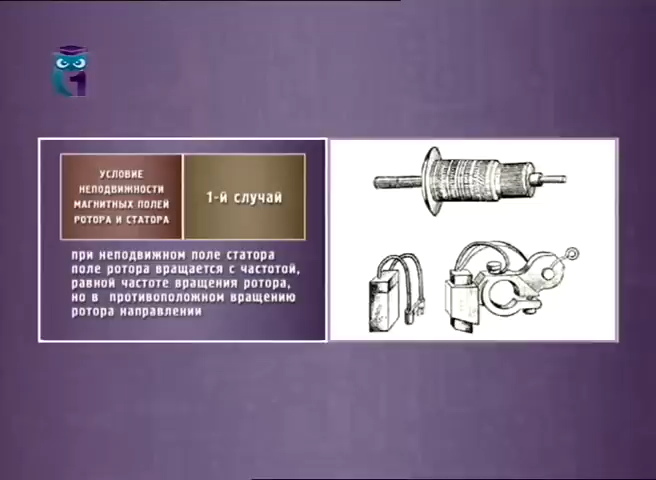 УСЛОВИЕ
НЕПОДВИЖНОСТИ
МАГНИТНЫХ ПОЛЕЙ
РОТОРА И СТАТОРА
1-й случай
при неподвижном поле статора
поле ротора вращается с частотой,
равной частоте вращения ротора,
но в противоположном вращению
ротора направлении
1